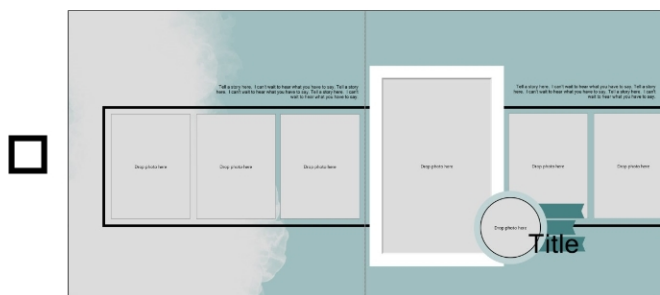 Tell a story here. I can't wait to hear what you have to say. Tell a story
here. I can't wait to hear what you have to say. Tell a story here. I can't
wait to hear what you have to say.
Tell a story here. I can't wait to hear what you have to say. Tell a story
here. I can't wait to hear what you have to say. Tell a story here. I can't
wait to hear what you have to say.
Drop photo here
Drop photo here
Drop photo here
Drop photo here
Drop photo here
Drop photo here
Drop photo here
Title